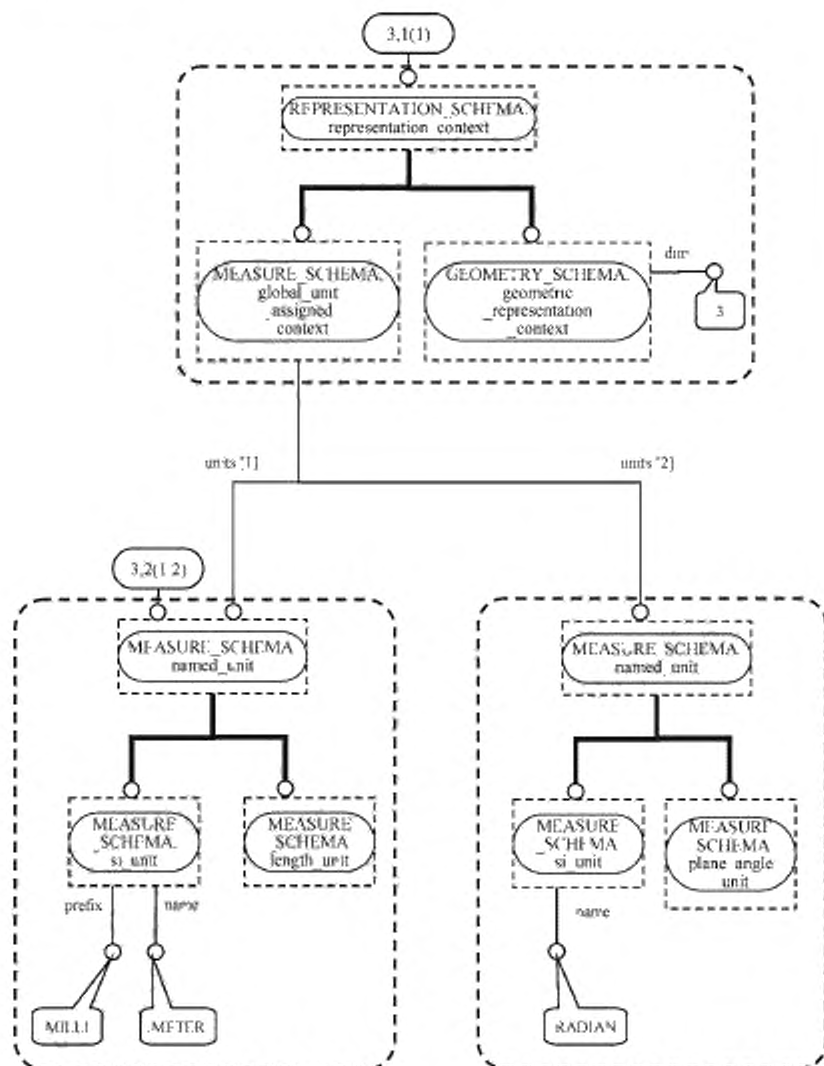 3,1(1)
REPRESENTATION_SCHEMA.
representation_context
MEASURE_SCHEMA.
global_unit
_assigned
_context
GEOMETRY_SCHEMA.
geometric
_representation
_context
dim
3
units [1]
units [2]
3,2(1,2)
MEASURE_SCHEMA
named_unit
MEASURE_SCHEMA.
named_unit
MEASURE
_SCHEMA.
si_unit
MEASURE
_SCHEMA
length_unit
MEASURE
_SCHEMA
si_unit
MEASURE
_SCHEMA
plane_angle
_unit
prefix
name
name
MILLI
.METER
RADIAN